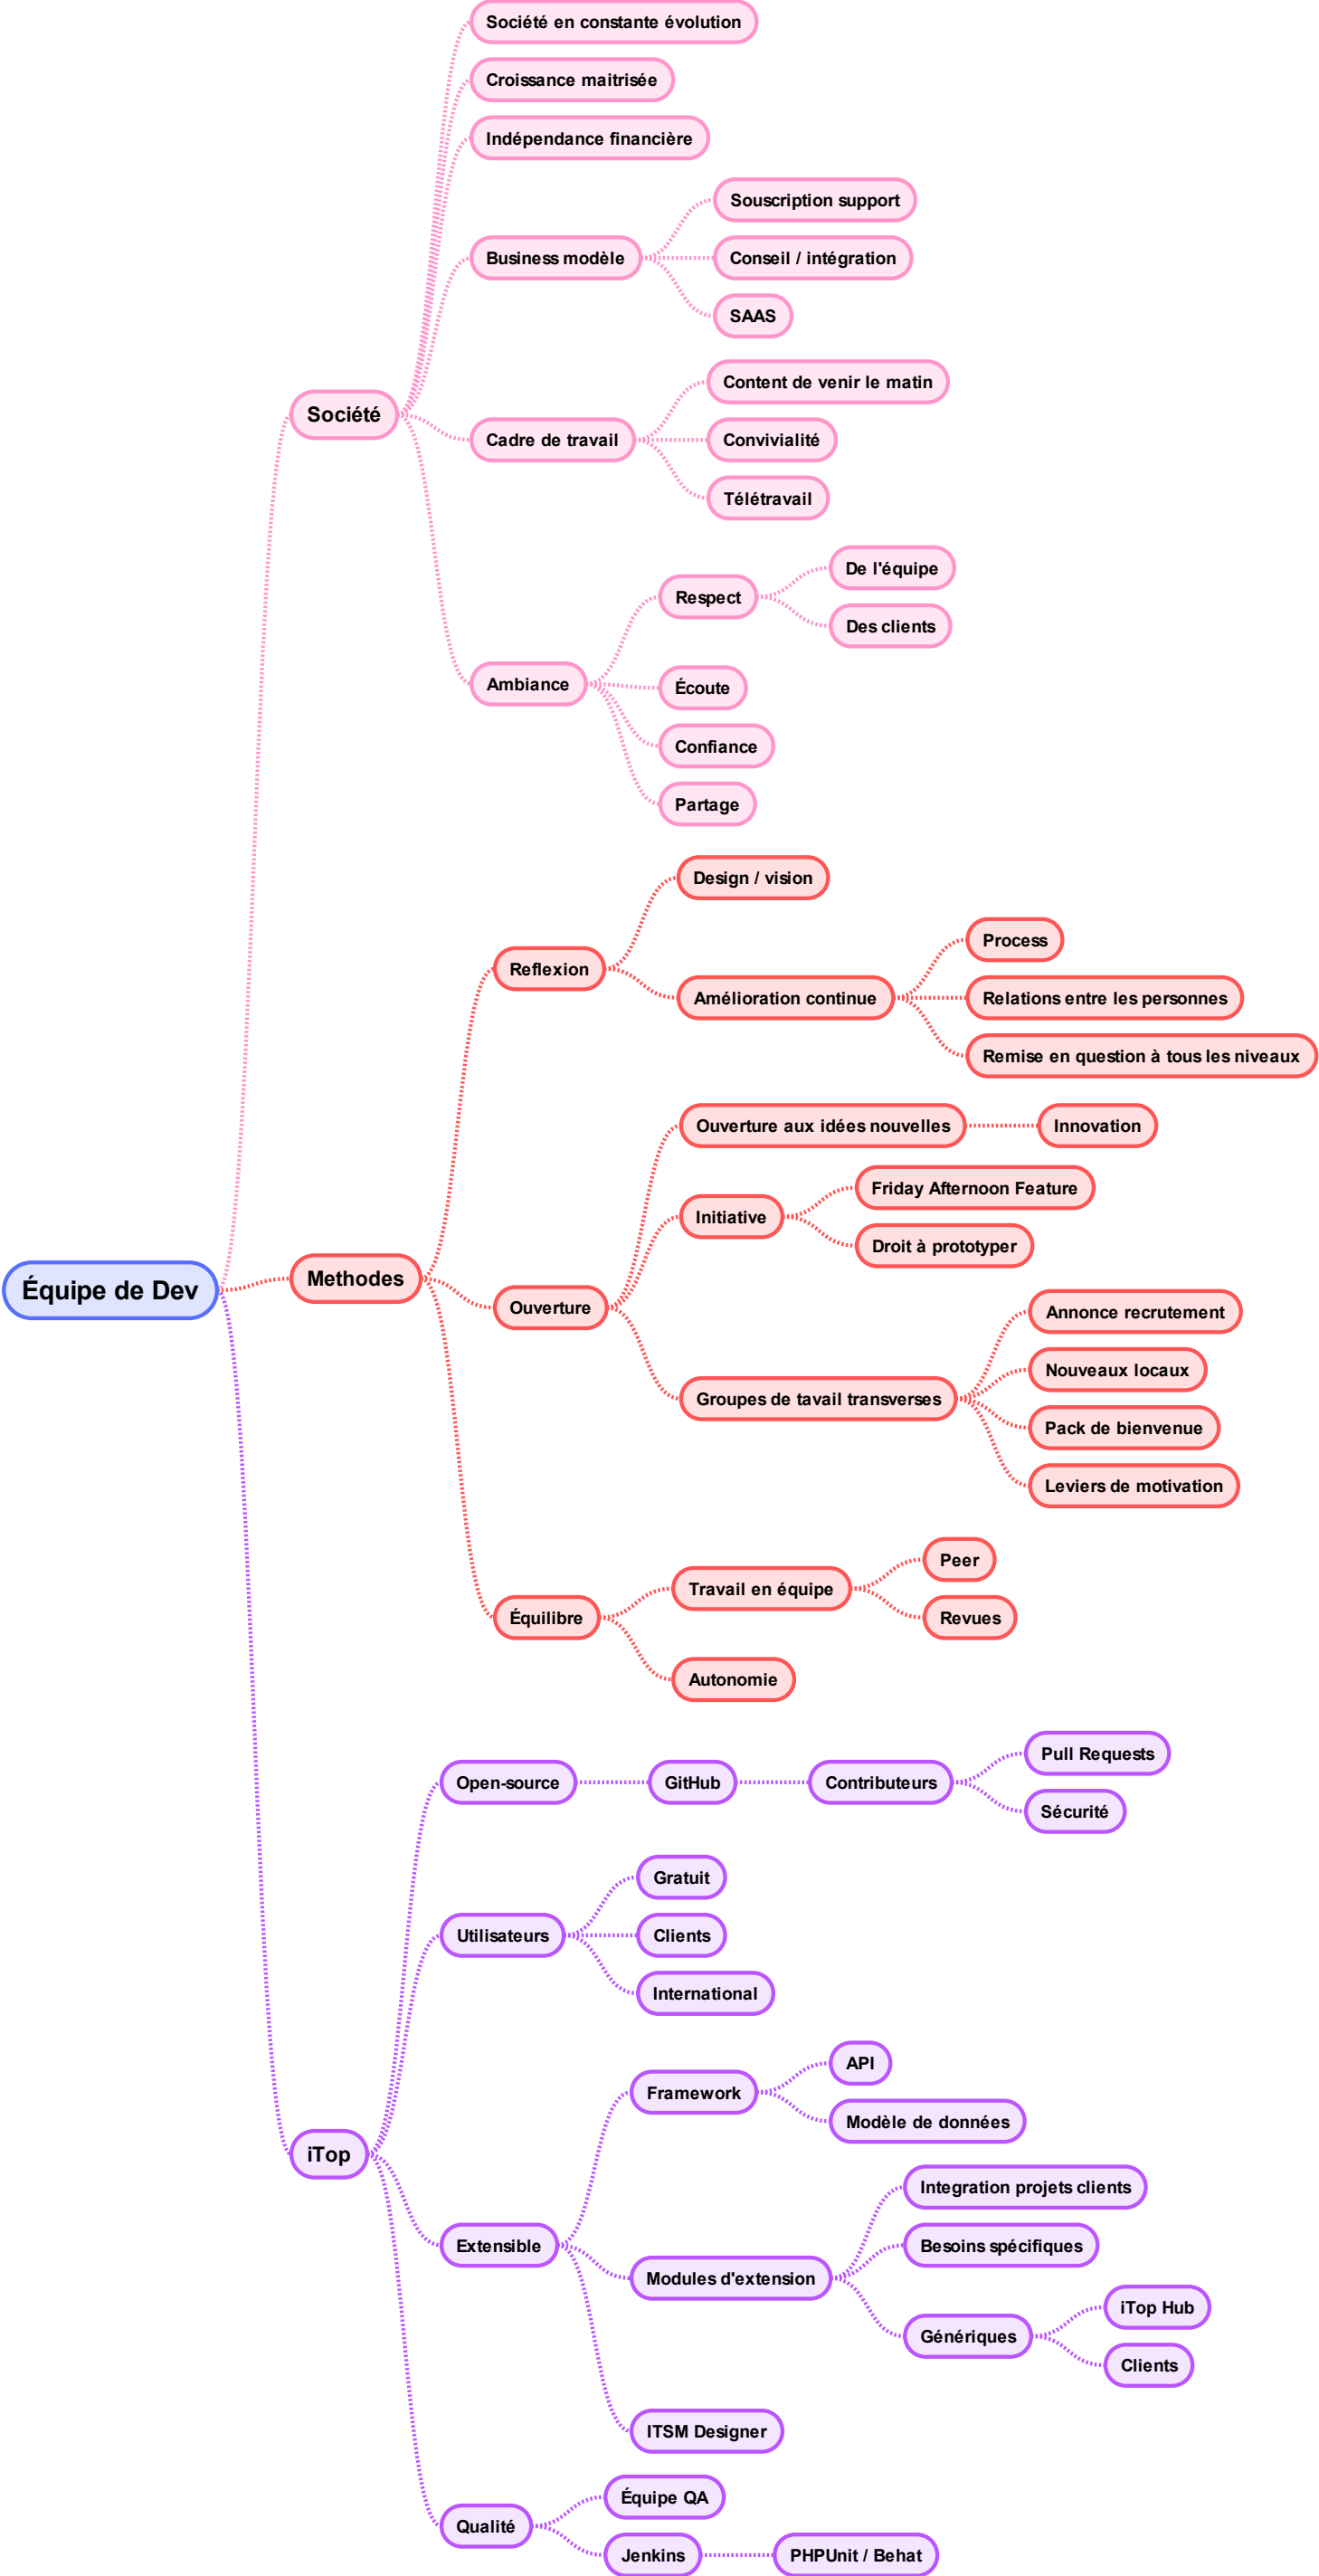 Société en constante évolution
Croissance maitrisée
Indépendance financière
Souscription support
Business modèle
Conseil / intégration
SAAS
Content de venir le matin
Société
Cadre de travail
Convivialité
Télétravail
De l'équipe
Respect
Des clients
Ambiance
Écoute
Confiance
Partage
Design / vision
Process
Reflexion
Amélioration continue
Relations entre les personnes
Remise en question à tous les niveaux
Ouverture aux idées nouvelles
Innovation
Friday Afternoon Feature
Initiative
Droit à prototyper
Équipe de Dev
Methodes
Ouverture
Annonce recrutement
Nouveaux locaux
Groupes de tavail transverses
Pack de bienvenue
Leviers de motivation
Peer
Travail en équipe
Équilibre
Revues
Autonomie
Pull Requests
Open-source
GitHub
Contributeurs
Sécurité
Gratuit
Utilisateurs
Clients
International
API
Framework
Modèle de données
iTop
Integration projets clients
Extensible
Besoins spécifiques
Modules d'extension
iTop Hub
Génériques
Clients
ITSM Designer
Équipe QA
Qualité
Jenkins
PHPUnit / Behat